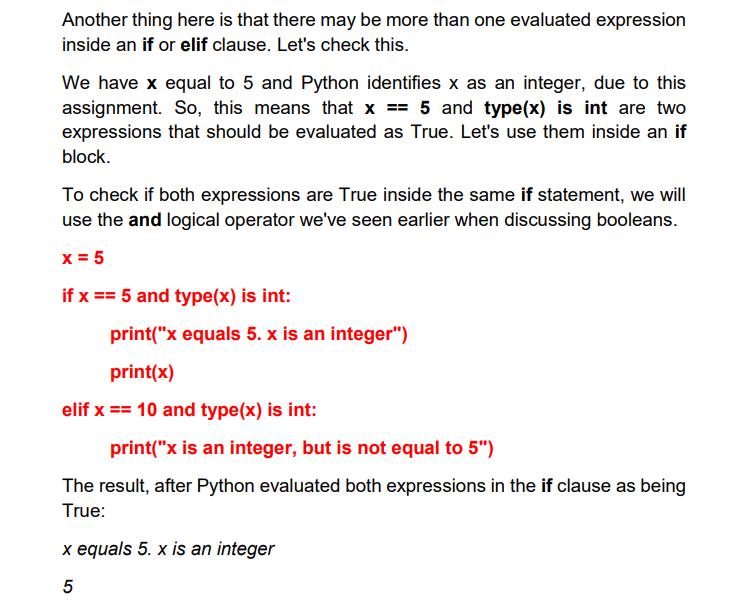 Another thing here is that there may be more than one evaluated expression
inside an if or elif clause. Let's check this.
We have x equal to 5 and Python identifies x as an integer, due to this
assignment. So, this means that x == 5 and type(x) is int are two
expressions that should be evaluated as True. Let's use them inside an if
block.
To check if both expressions are True inside the same if statement, we will
use the and logical operator we've seen earlier when discussing booleans.
x = 5
if x == 5 and type(x) is int:
print("x equals 5. x is an integer")
print(x)
elif x == 10 and type(x) is int:
print("x is an integer, but is not equal to 5")
The result, after Python evaluated both expressions in the if clause as being
True:
x equals 5. x is an integer
5